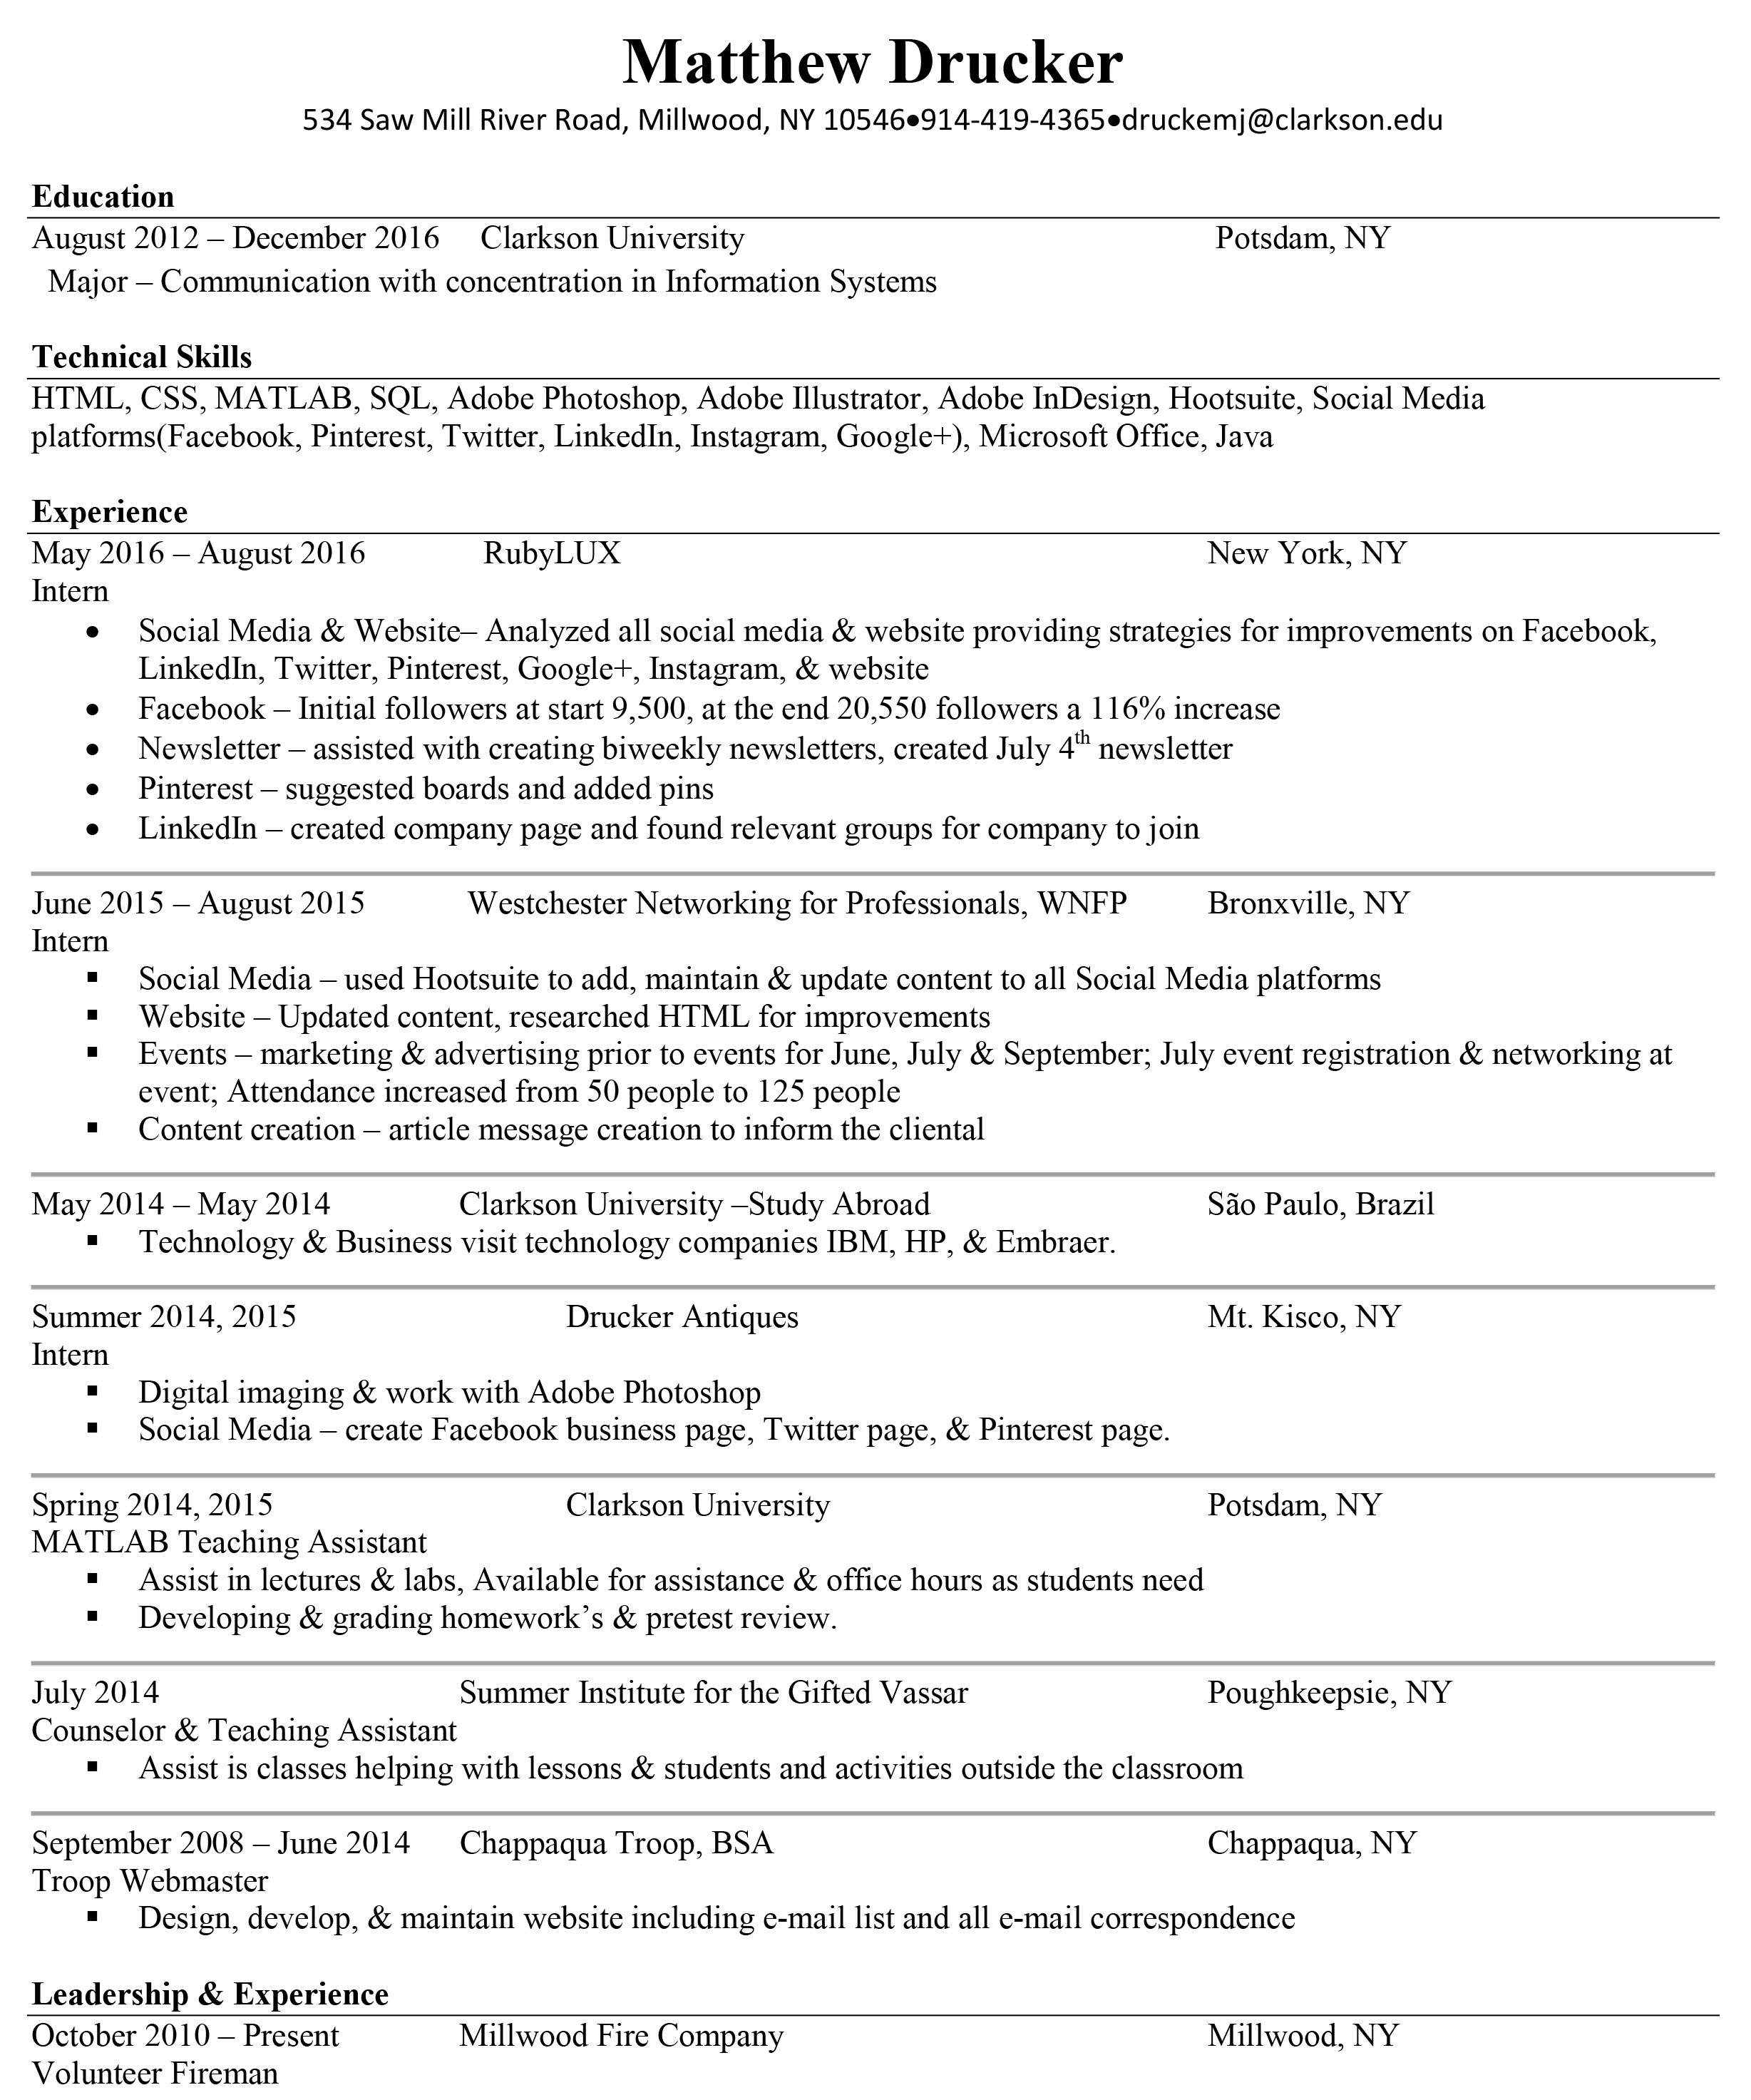 Matthew Drucker
534 Saw Mill River Road, Millwood, NY 10546●914-419-4365●druckemj@clarkson.edu
Education
August 2012 – December 2016 Clarkson University Potsdam, NY
Major – Communication with concentration in Information Systems
Technical Skills
HTML, CSS, MATLAB, SQL, Adobe Photoshop, Adobe Illustrator, Adobe InDesign, Hootsuite, Social Media
platforms(Facebook, Pinterest, Twitter, LinkedIn, Instagram, Google+), Microsoft Office, Java
Experience
May 2016 – August 2016 RubyLUX New York, NY
Intern
● Social Media & Website– Analyzed all social media & website providing strategies for improvements on Facebook,
LinkedIn, Twitter, Pinterest, Google+, Instagram, & website
● Facebook – Initial followers at start 9,500, at the end 20,550 followers a 116% increase
● Newsletter – assisted with creating biweekly newsletters, created July 4th newsletter
● Pinterest – suggested boards and added pins
● LinkedIn – created company page and found relevant groups for company to join
June 2015 – August 2015 Westchester Networking for Professionals, WNFP Bronxville, NY
Intern
▪ Social Media – used Hootsuite to add, maintain & update content to all Social Media platforms
▪ Website – Updated content, researched HTML for improvements
▪ Events – marketing & advertising prior to events for June, July & September; July event registration & networking at
event; Attendance increased from 50 people to 125 people
▪ Content creation – article message creation to inform the cliental
May 2014 – May 2014 Clarkson University –Study Abroad São Paulo, Brazil
▪ Technology & Business visit technology companies IBM, HP, & Embraer.
Summer 2014, 2015 Drucker Antiques Mt. Kisco, NY
Intern
▪ Digital imaging & work with Adobe Photoshop
▪ Social Media – create Facebook business page, Twitter page, & Pinterest page.
Spring 2014, 2015 Clarkson University Potsdam, NY
MATLAB Teaching Assistant
▪ Assist in lectures & labs, Available for assistance & office hours as students need
▪ Developing & grading homework’s & pretest review.
July 2014 Summer Institute for the Gifted Vassar Poughkeepsie, NY
Counselor & Teaching Assistant
▪ Assist is classes helping with lessons & students and activities outside the classroom
September 2008 – June 2014 Chappaqua Troop, BSA Chappaqua, NY
Troop Webmaster
▪ Design, develop, & maintain website including e-mail list and all e-mail correspondence
Leadership & Experience
October 2010 – Present Millwood Fire Company Millwood, NY
Volunteer Fireman